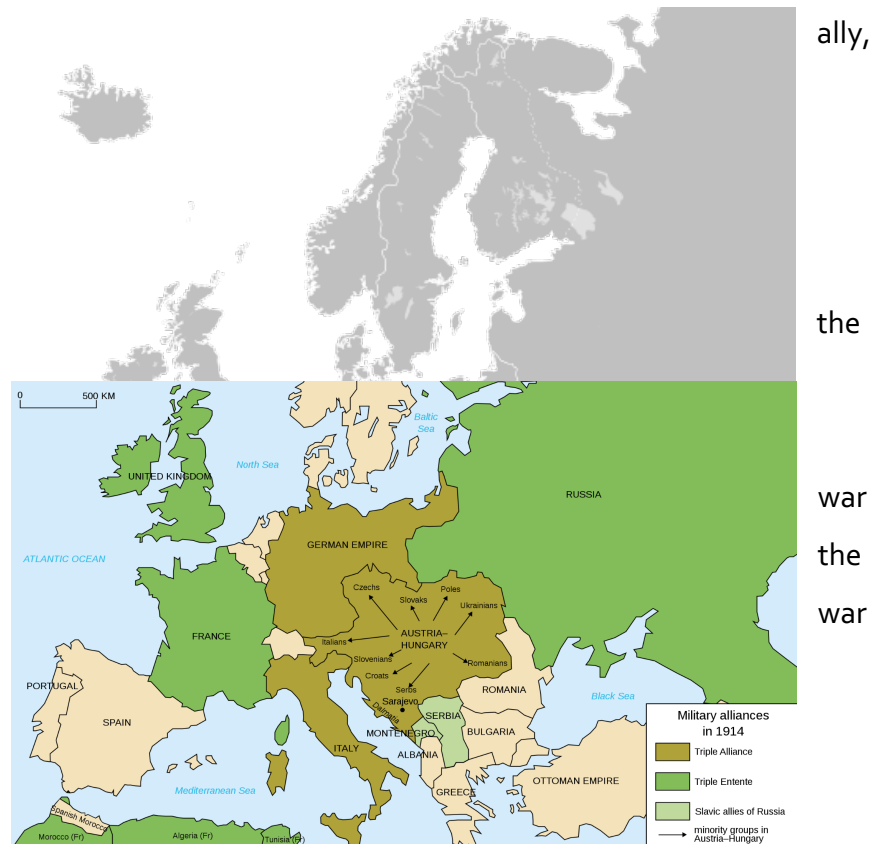 ally,
the
0 500 KM
Baltic
Sea
North Sea
UNITED KINGDOM
RUSSIA
war
GERMAN EMPIRE
ATLANTIC OCEAN
the
Czechs
Poles
Slovaks
Ukrainians
war
FRANCE
AUSTRIA–
HUNGARY
Italians
Slovenians
Romanians
Croats
PORTUGAL
Serbs
ROMANIA
Black Sea
Sarajevo
SPAIN
Dalmatia
SERBIA
MONTENEGRO
BULGARIA
ITALY
ALBANIA
OTTOMAN EMPIRE
Mediterranean Sea
GREECE
Spanish Morocco
Morocco (Fr)
Algeria (Fr)
Tunisia (Fr)
Military alliances
in 1914
Triple Alliance
Triple Entente
Slavic allies of Russia
minority groups in
Austria–Hungary